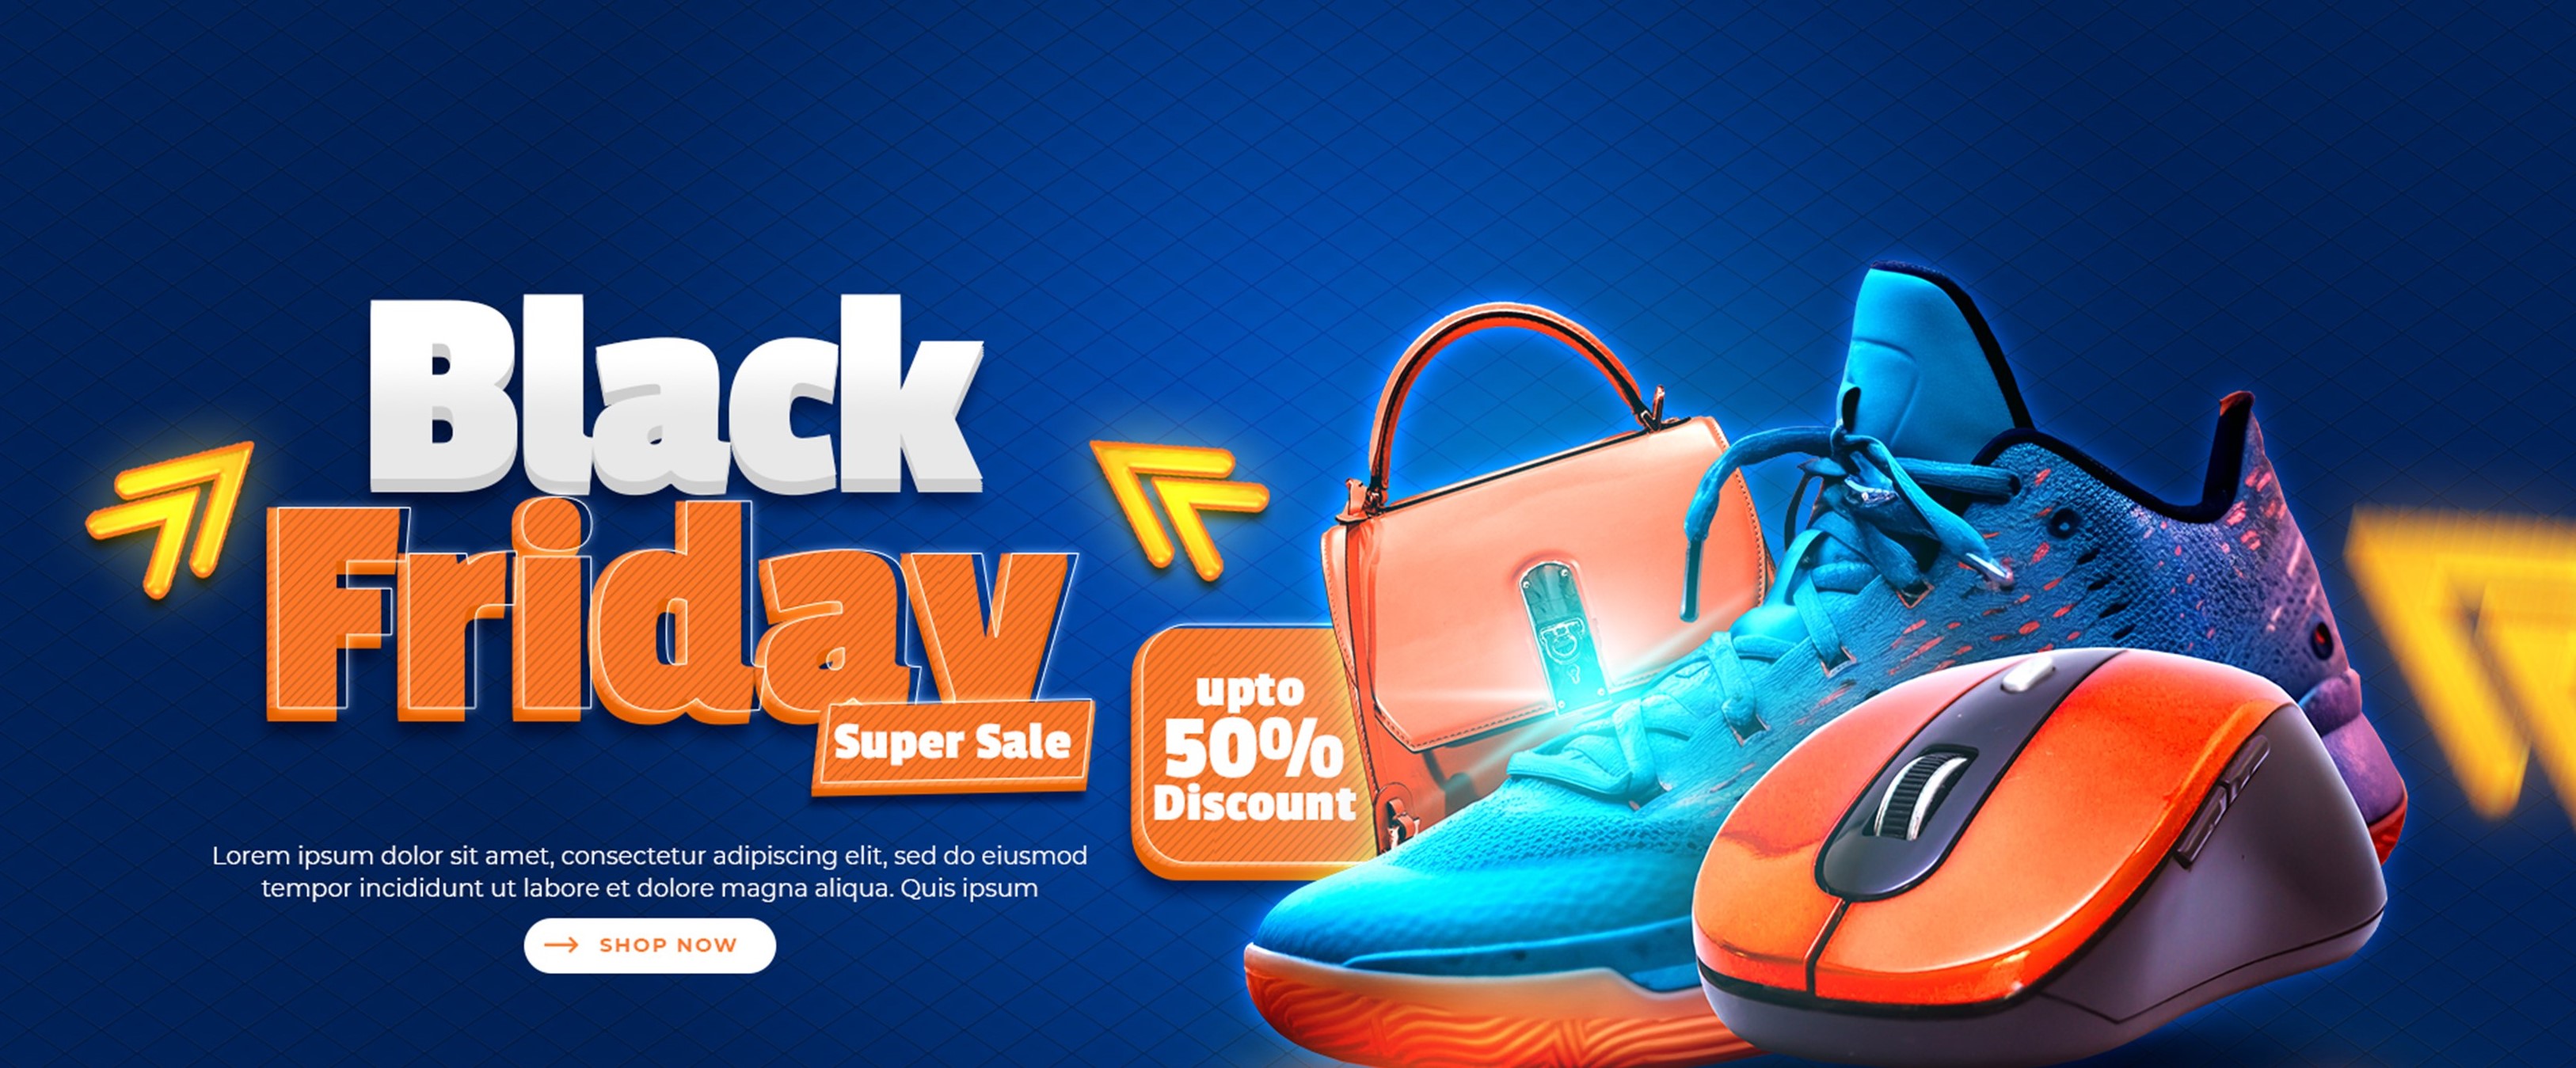 Black
Friday
Super Sale
upto
50%
Discount
Lorem ipsum dolor sit amet, consectetur adipiscing elit, sed do eiusmod
tempor incididunt ut labore et dolore magna aliqua. Quis ipsum
SHOP NOW